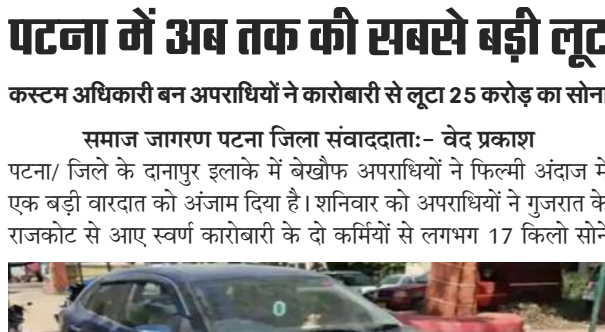 पटना में अब तक की सबसे बड़ी लूट
कस्टम अधिकारी बन अपराधियों ने कारोबारी से लूटा 25 करोड़ का सोना
समाज जागरण पटना जिला संवाददाताः- वेद प्रकाश
पटना/ जिले के दानापुर इलाके में बेखौफ अपराधियों ने फिल्मी अंदाज में
एक बड़ी वारदात को अंजाम दिया है। शनिवार को अपराधियों ने गुजरात के
राजकोट से आए स्वर्ण कारोबारी के दो कर्मियों से लगभग 17 किलो सोने